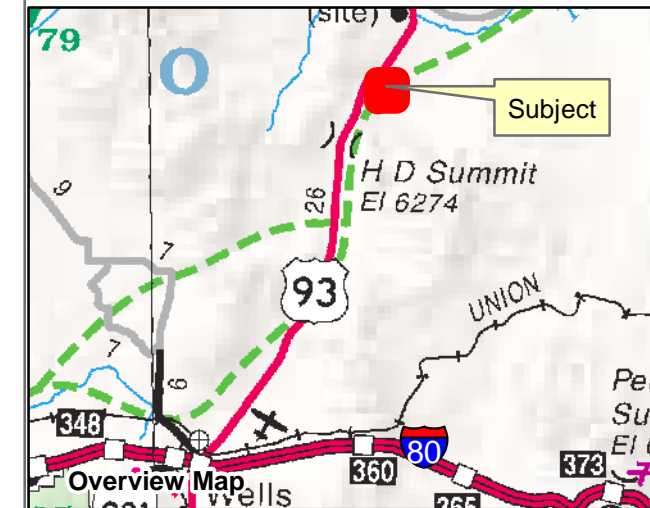 (site)
79
O
Subject
H D Summit
El 6274
26
9
7
93
UNION
7
6
348
80
360
373
Overview Map
Wells